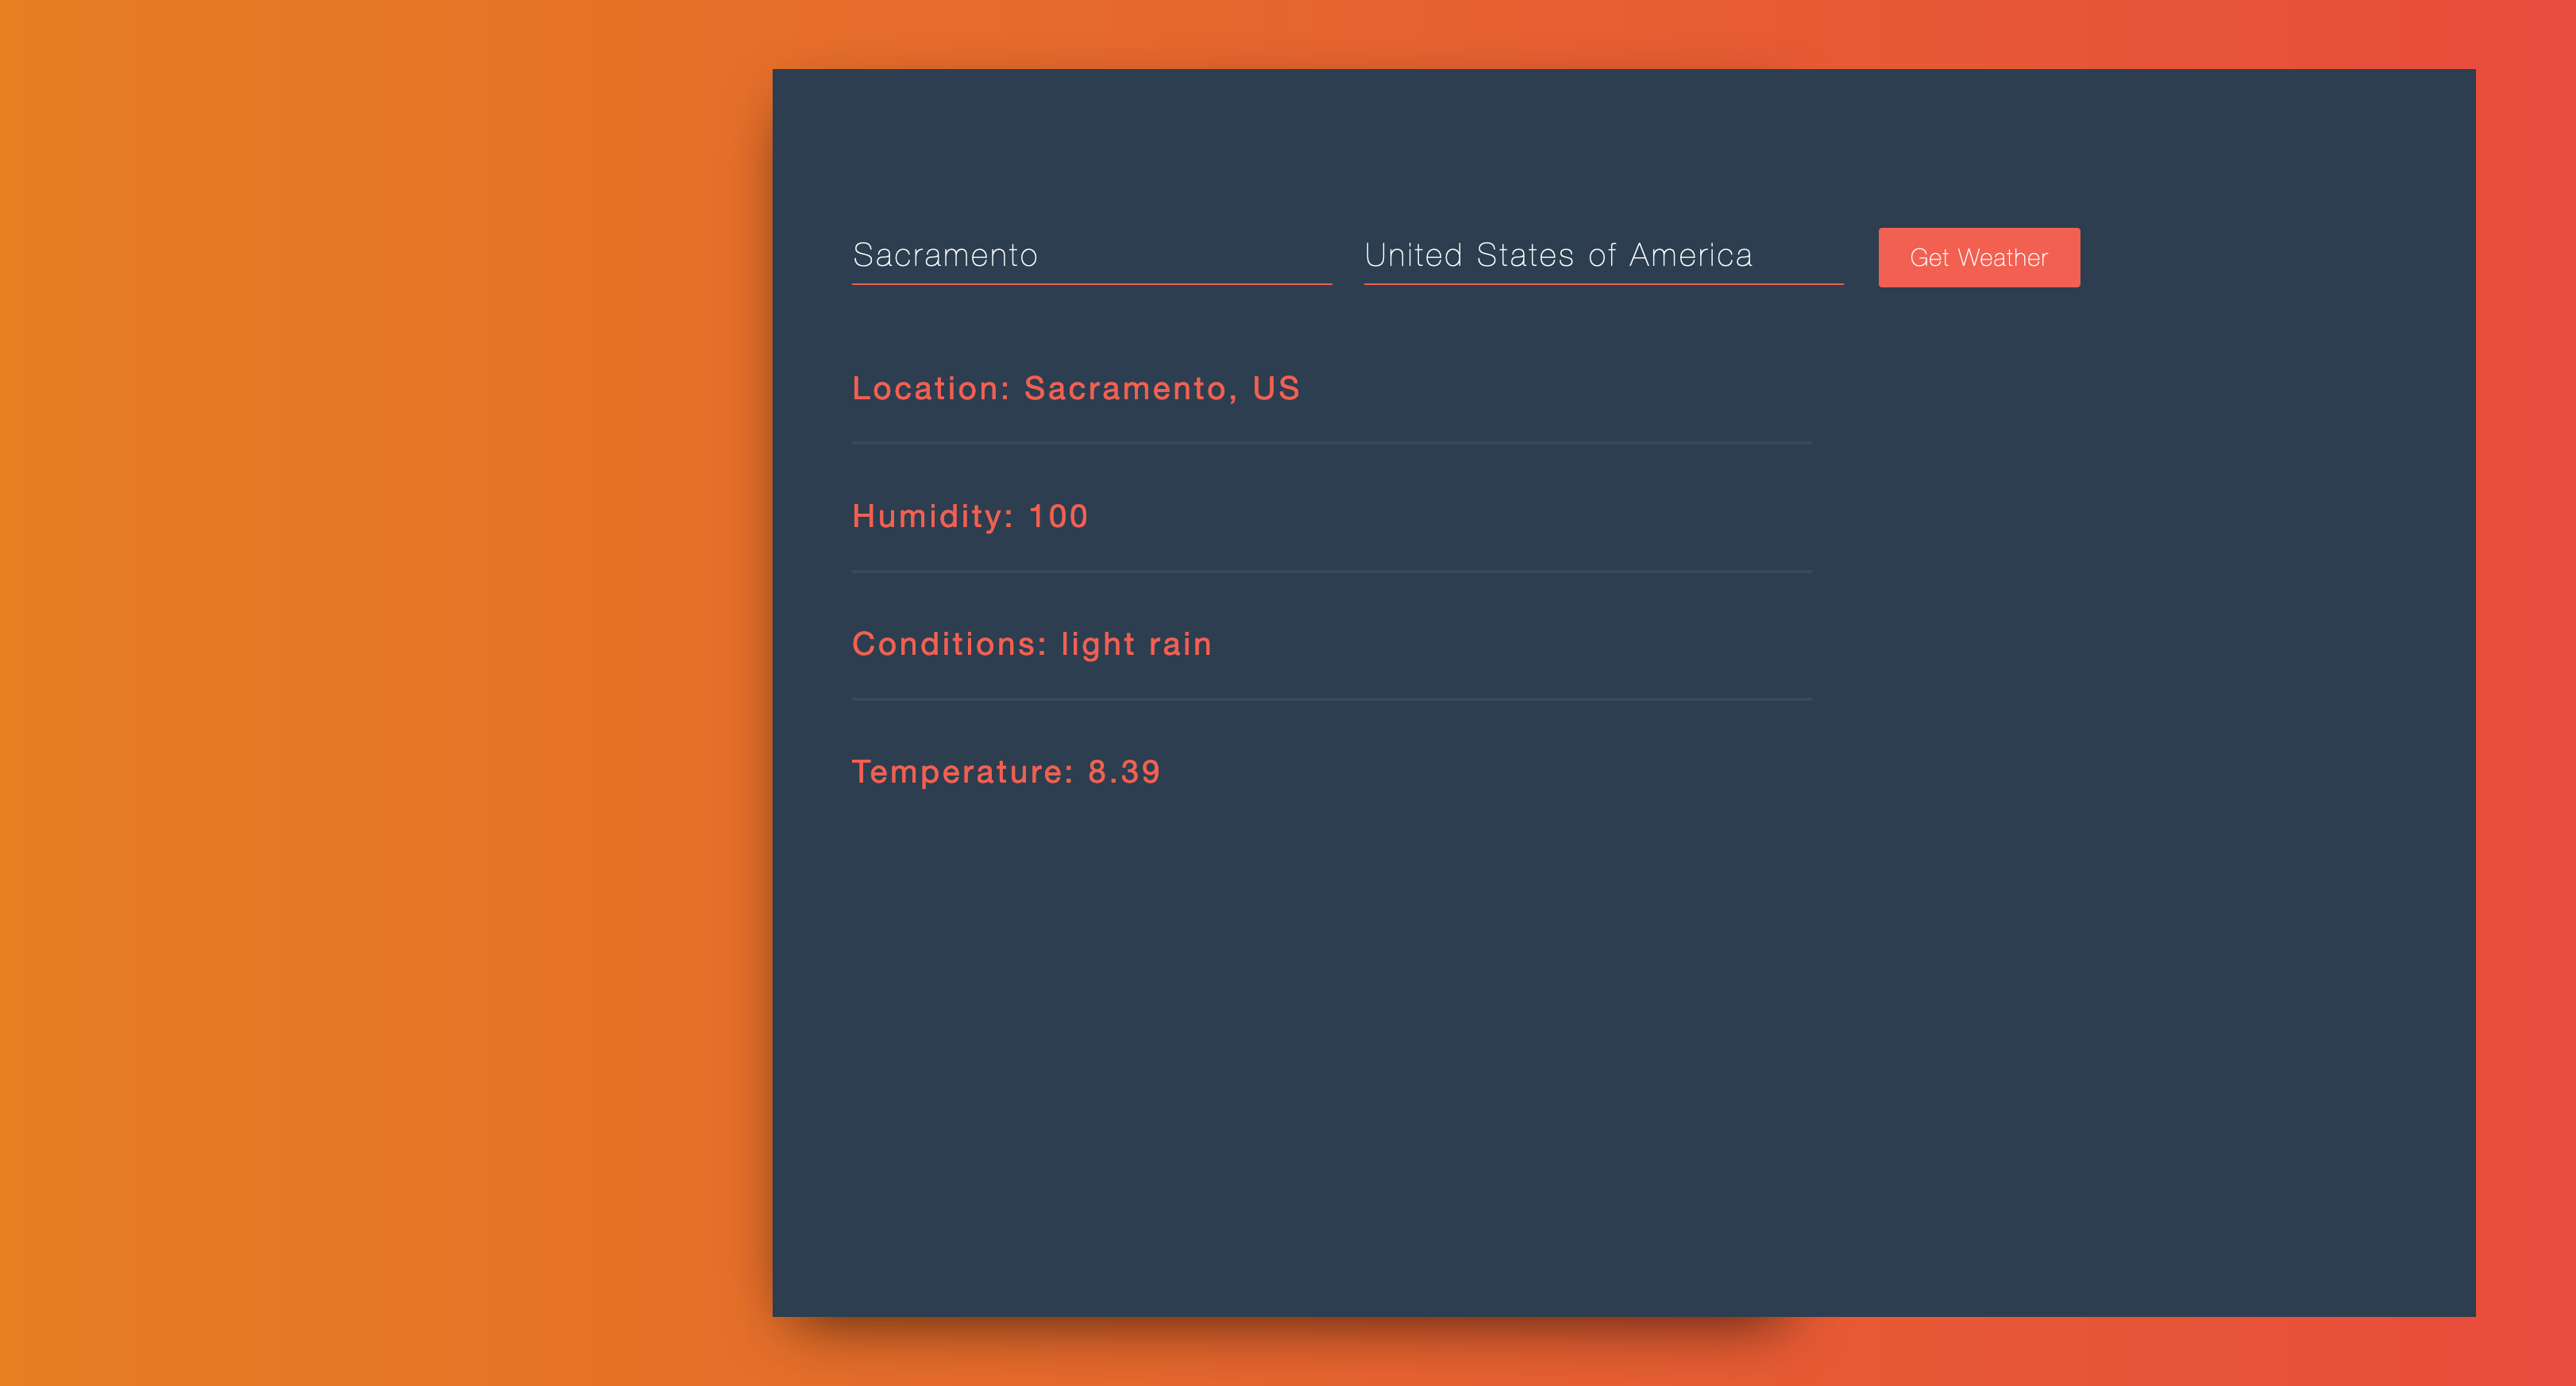 Sacramento United States of America Get Weather
Location: Sacramento, US
Humidity: 100
Conditions: light rain
Temperature: 8.39